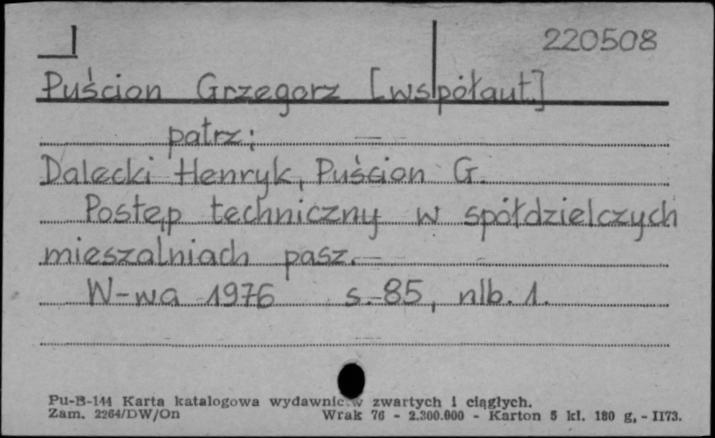 220508
Puścion Grzegorz [współaut.]
patrz:
Dalecki Henryk, Puścion G.
Postęp techniczny w spółdzielczych
mieszalniach pasz.
W-wa 1976 s. 85, nlb. 1.
Pu-B-144 Karta katalogowa wydawnic.w zwartych i ciągłych.
Zam. 2264/DW/On Wrak 76 - 2.300.000 - Karton 5 kl. 180 g, - II73.